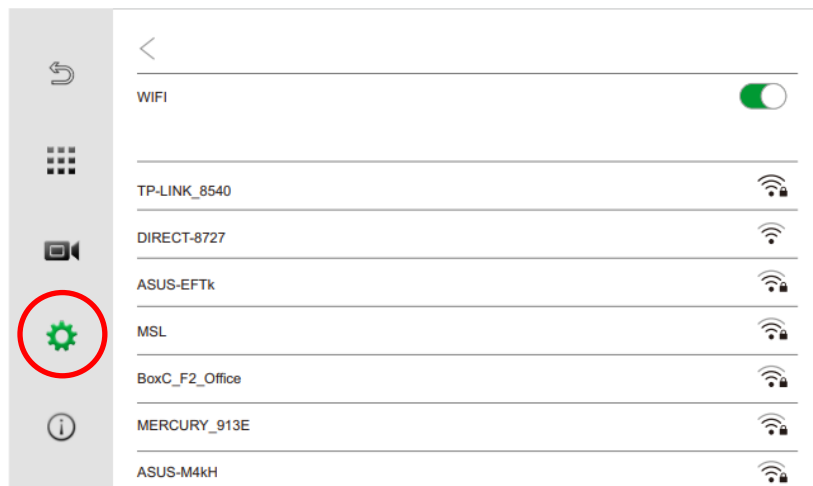 WIFI
TP-LINK_8540
DIRECT-8727
ASUS-EFTk
MSL
BoxC_F2_Office
MERCURY_913E
ASUS-M4kH